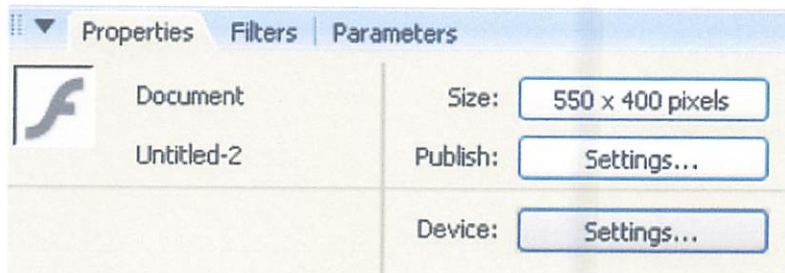 Properties Filters Parameters
Document Size: 550 x 400 pixels
Untitled-2 Publish: Settings...
Device: Settings...